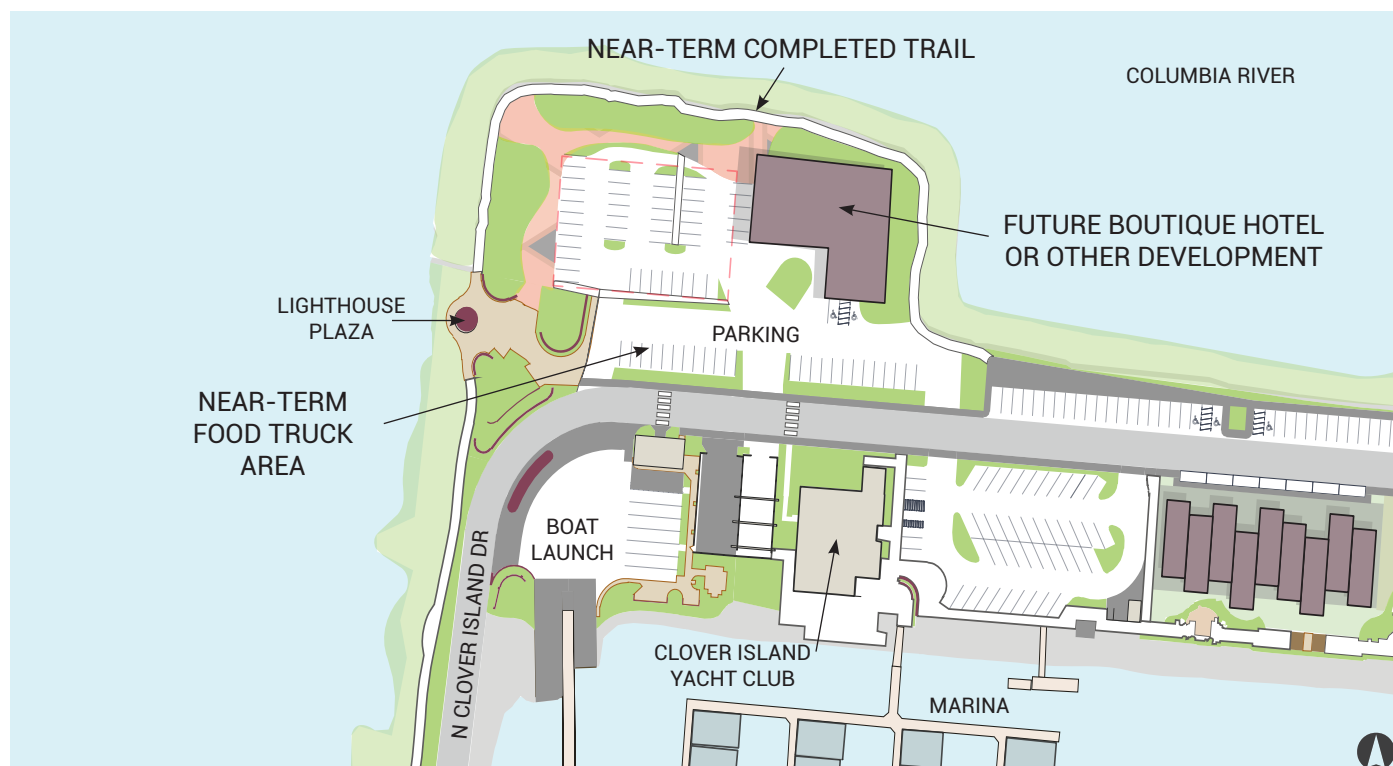 NEAR-TERM COMPLETED TRAIL
COLUMBIA RIVER
FUTURE BOUTIQUE HOTEL
OR OTHER DEVELOPMENT
LIGHTHOUSE
PLAZA
PARKING
NEAR-TERM
FOOD TRUCK
AREA
BOAT
LAUNCH
N CLOVER ISLAND DR
CLOVER ISLAND
YACHT CLUB
MARINA